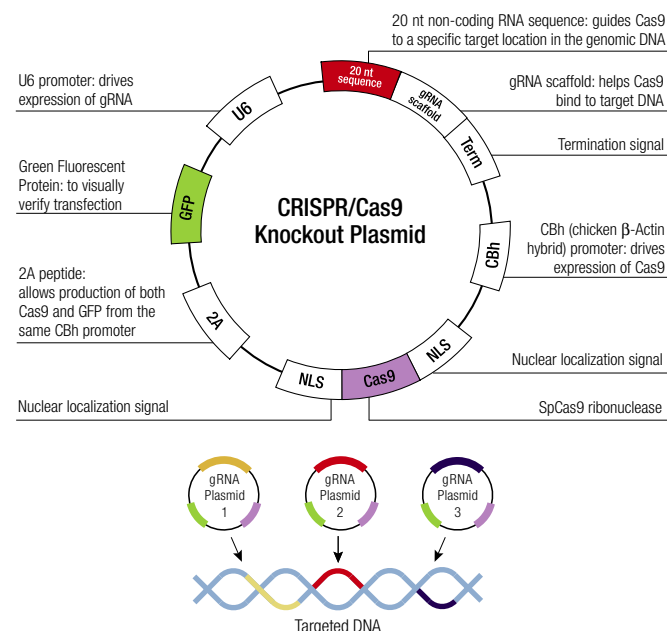 20 nt non-coding RNA sequence: guides Cas9
to a specific target location in the genomic DNA
U6 promoter: drives
expression of gRNA
20 nt
sequence
gRNA
scaffold
gRNA scaffold: helps Cas9
bind to target DNA
U6
Term
Termination signal
Green Fluorescent
Protein: to visually
verify transfection
GFP
CRISPR/Cas9
Knockout Plasmid
CBh
CBh (chicken β-Actin
hybrid) promoter: drives
expression of Cas9
2A peptide:
allows production of both
Cas9 and GFP from the
same CBh promoter
2A
NLS
Cas9
NLS
Nuclear localization signal
Nuclear localization signal
SpCas9 ribonuclease
gRNA
Plasmid
1
gRNA
Plasmid
2
gRNA
Plasmid
3
Targeted DNA